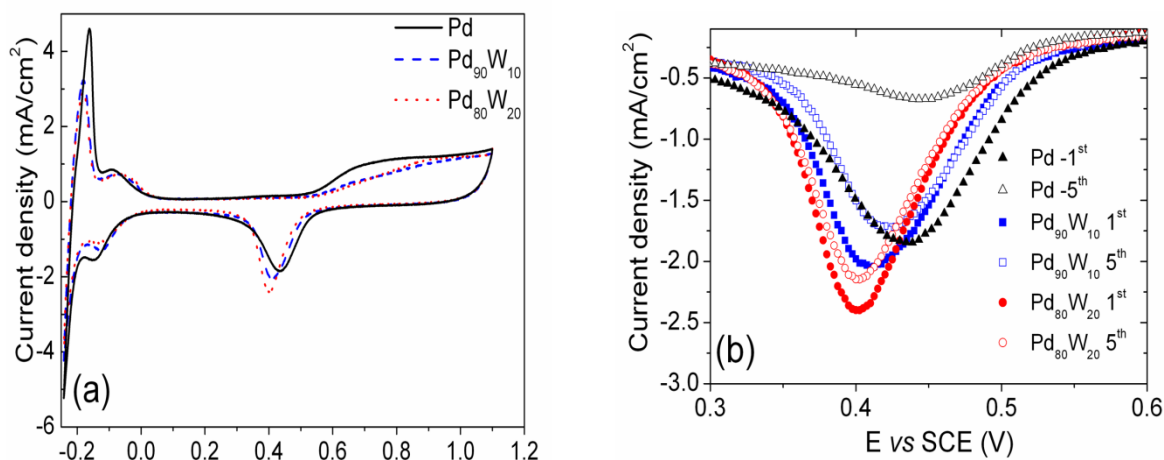 (a)
Current density (mA/cm²)
4
2
0
-2
-4
-6
-0.2 0.0 0.2 0.4 0.6 0.8 1.0 1.2
Pd
Pd₉₀W₁₀
Pd₈₀W₂₀
(b)
Current density (mA/cm²)
-0.5
-1.0
-1.5
-2.0
-2.5
-3.0
0.3 0.4 0.5 0.6
E vs SCE (V)
Pd -1ˢᵗ
Pd -5ᵗʰ
Pd₉₀W₁₀ 1ˢᵗ
Pd₉₀W₁₀ 5ᵗʰ
Pd₈₀W₂₀ 1ˢᵗ
Pd₈₀W₂₀ 5ᵗʰ